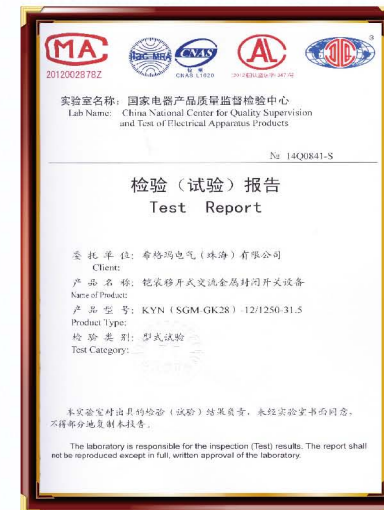 MA
ilac-MRA
CNAS
AL
2012002878Z
CNAS L1020
实验室名称：国家电器产品质量监督检验中心
Lab Name: China National Center for Quality Supervision
and Test of Electrical Apparatus Products
№ 14Q0841-S
检验（试验）报告
Test Report
委 托 单 位：希格玛电气（珠海）有限公司
Client:
产 品 名 称：铠装移开式交流金属封闭开关设备
Name of Product:
产 品 型 号：KYN（SGM-GK28）-12/1250-31.5
Product Type:
检 验 类 别：型式试验
Test Category:
本实验室对出具的检验（试验）结果负责，未经实验室书面同意，
不得部分地复制本报告。
The laboratory is responsible for the inspection (Test) results. The report shall
not be reproduced except in full, written approval of the laboratory.